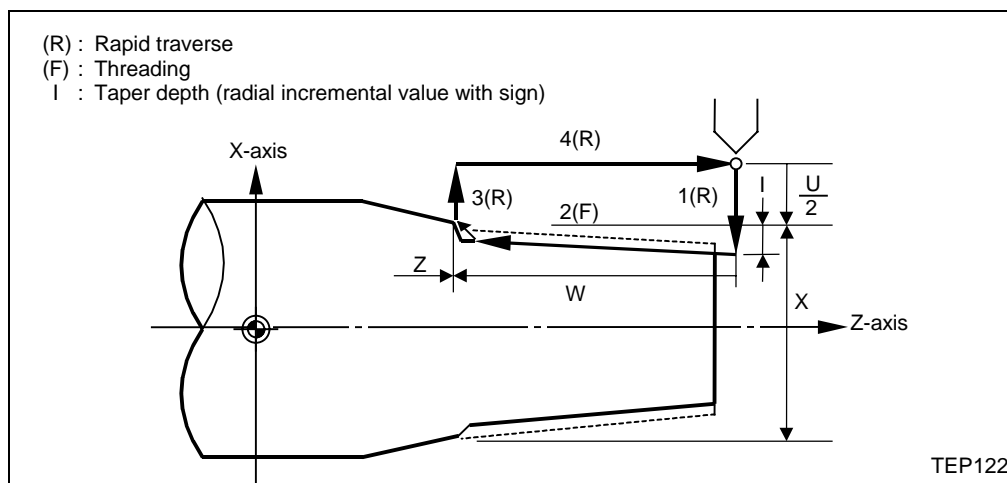 (R) : Rapid traverse
(F) : Threading
I : Taper depth (radial incremental value with sign)
X-axis
4(R)
3(R)
2(F)
1(R)
I
U
2
Z
W
X
Z-axis
TEP122